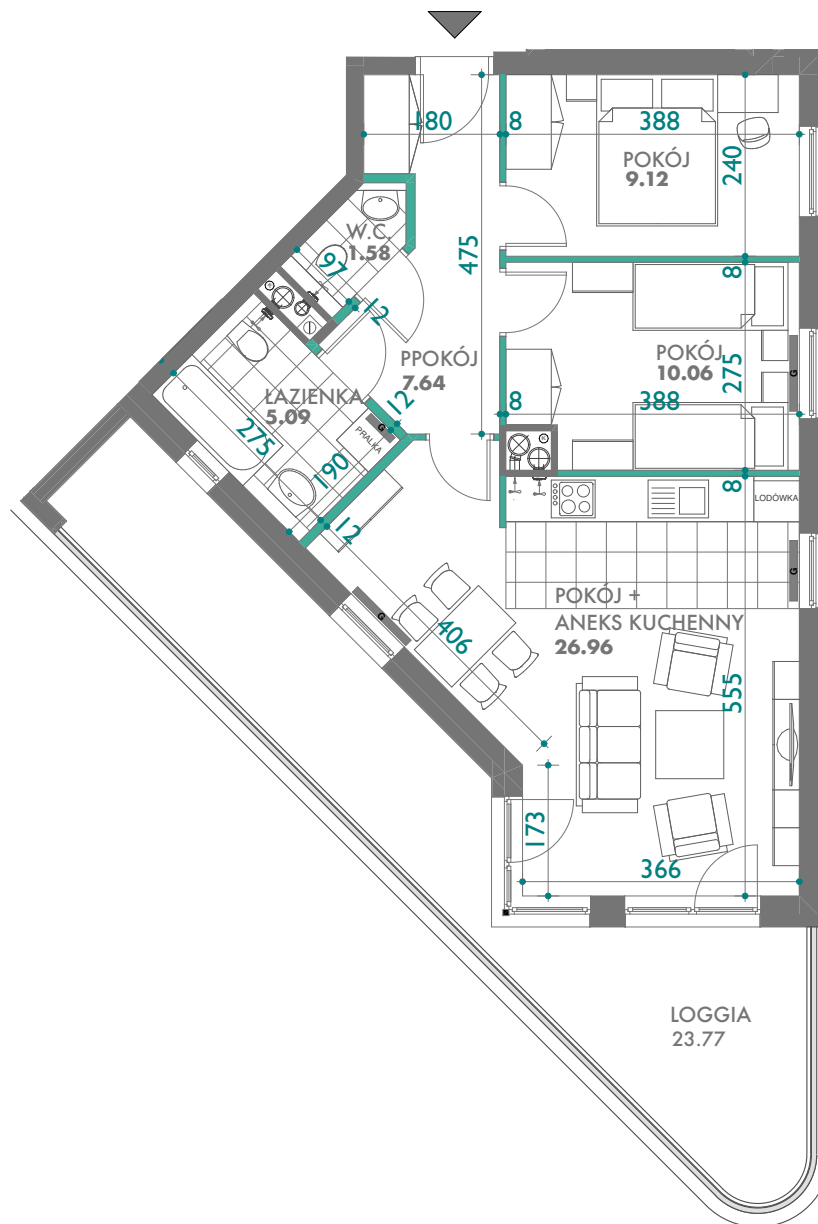 180
8
388
POKÓJ
9.12
240
W.C.
1.58
475
97
12
8
PPOKÓJ
7.64
POKÓJ
10.06
275
G
ŁAZIENKA
5.09
12
8
388
275
G
PRALKA
190
12
8
LODÓWKA
G
POKÓJ +
ANEKS KUCHENNY
26.96
G
406
555
173
366
LOGGIA
23.77